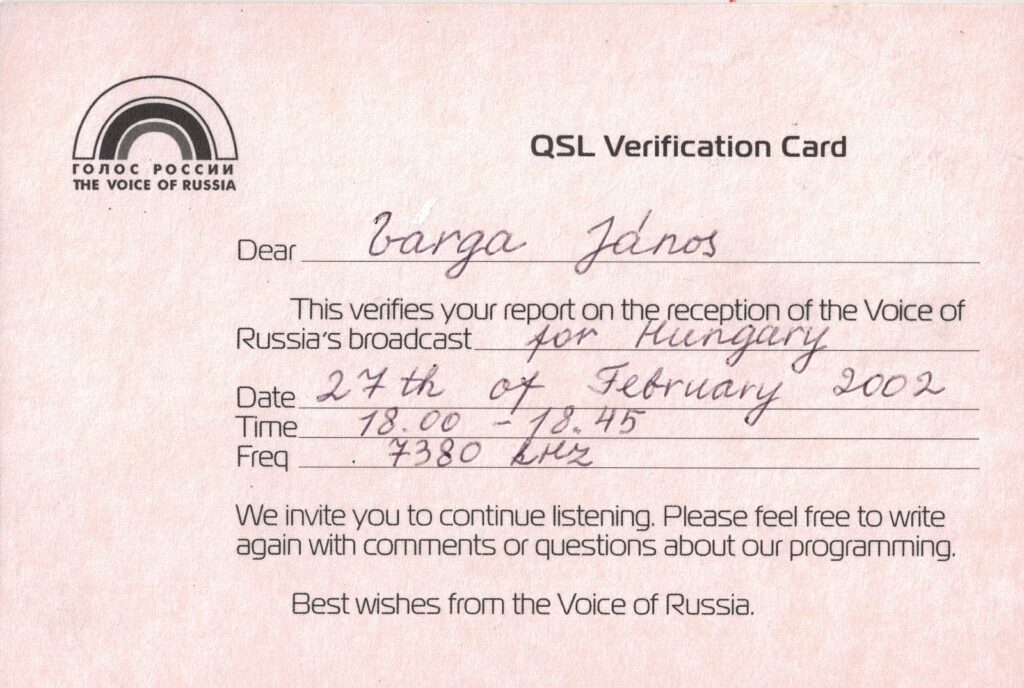 ГОЛОС РОССИИ
THE VOICE OF RUSSIA
QSL Verification Card
Dear Varga János
This verifies your report on the reception of the Voice of
Russia's broadcast for Hungary
Date 27th of February 2002
Time 18.00 - 18.45
Freq 7380 kHz
We invite you to continue listening. Please feel free to write
again with comments or questions about our programming.
Best wishes from the Voice of Russia.